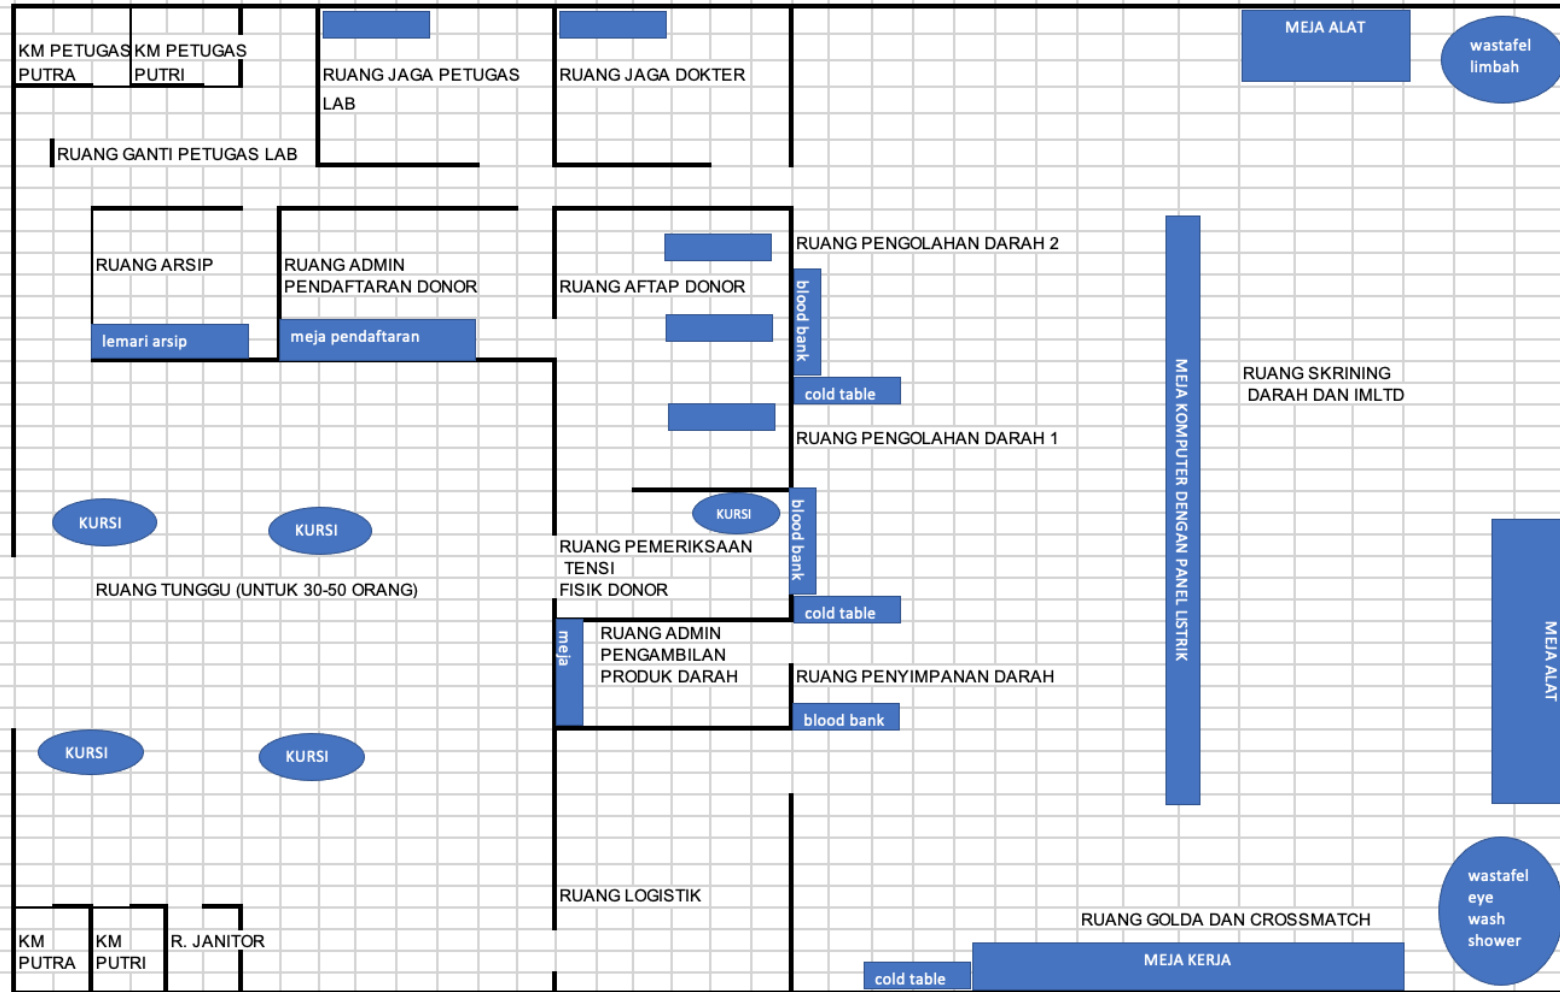 KM PETUGAS
PUTRA
KM PETUGAS
PUTRI
RUANG JAGA PETUGAS
LAB
RUANG JAGA DOKTER
MEJA ALAT
wastafel
limbah
RUANG GANTI PETUGAS LAB
RUANG ARSIP
lemari arsip
RUANG ADMIN
PENDAFTARAN DONOR
meja pendaftaran
RUANG AFTAP DONOR
RUANG PENGOLAHAN DARAH 2
blood bank
cold table
RUANG PENGOLAHAN DARAH 1
MEJA KOMPUTER DENGAN PANEL LISTRIK
RUANG SKRINING
DARAH DAN IMLTD
KURSI
KURSI
KURSI
blood bank
RUANG PEMERIKSAAN
TENSI
FISIK DONOR
cold table
RUANG TUNGGU (UNTUK 30-50 ORANG)
meja
RUANG ADMIN
PENGAMBILAN
PRODUK DARAH
RUANG PENYIMPANAN DARAH
blood bank
MEJA ALAT
KURSI
KURSI
RUANG LOGISTIK
RUANG GOLDA DAN CROSSMATCH
wastafel
eye
wash
shower
KM
PUTRA
KM
PUTRI
R. JANITOR
cold table
MEJA KERJA